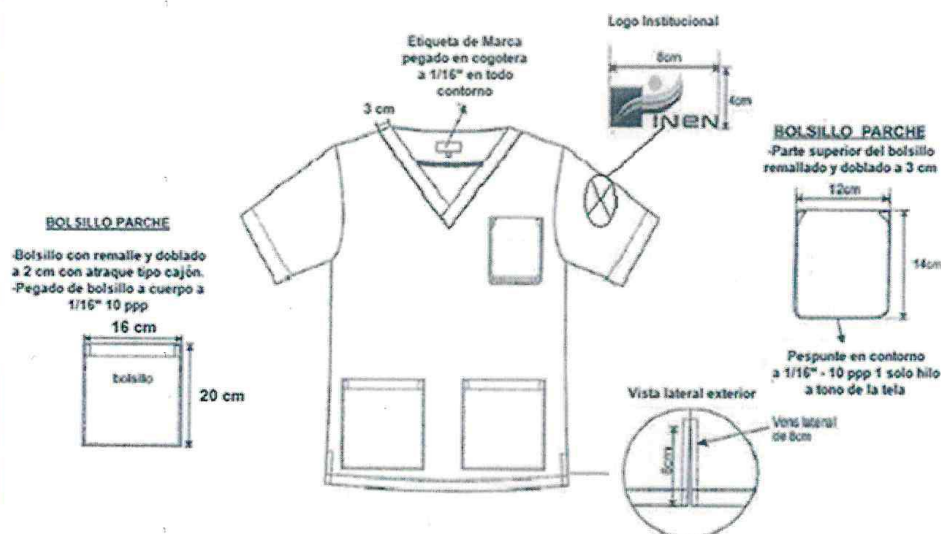 Logo Institucional
8cm
4cm
INEN
Etiqueta de Marca
pegado en cogotera
a 1/16" en todo
contorno
3 cm
BOLSILLO PARCHE
-Parte superior del bolsillo
remallado y doblado a 3 cm
12cm
14cm
Pespunte en contorno
a 1/16" - 10 ppp 1 solo hilo
a tono de la tela
BOLSILLO PARCHE
-Bolsillo con remalle y doblado
a 2 cm con atraque tipo cajón.
-Pegado de bolsillo a cuerpo a
1/16" 10 ppp
16 cm
bolsillo
20 cm
Vista lateral exterior
lateral
de 8cm
8cm